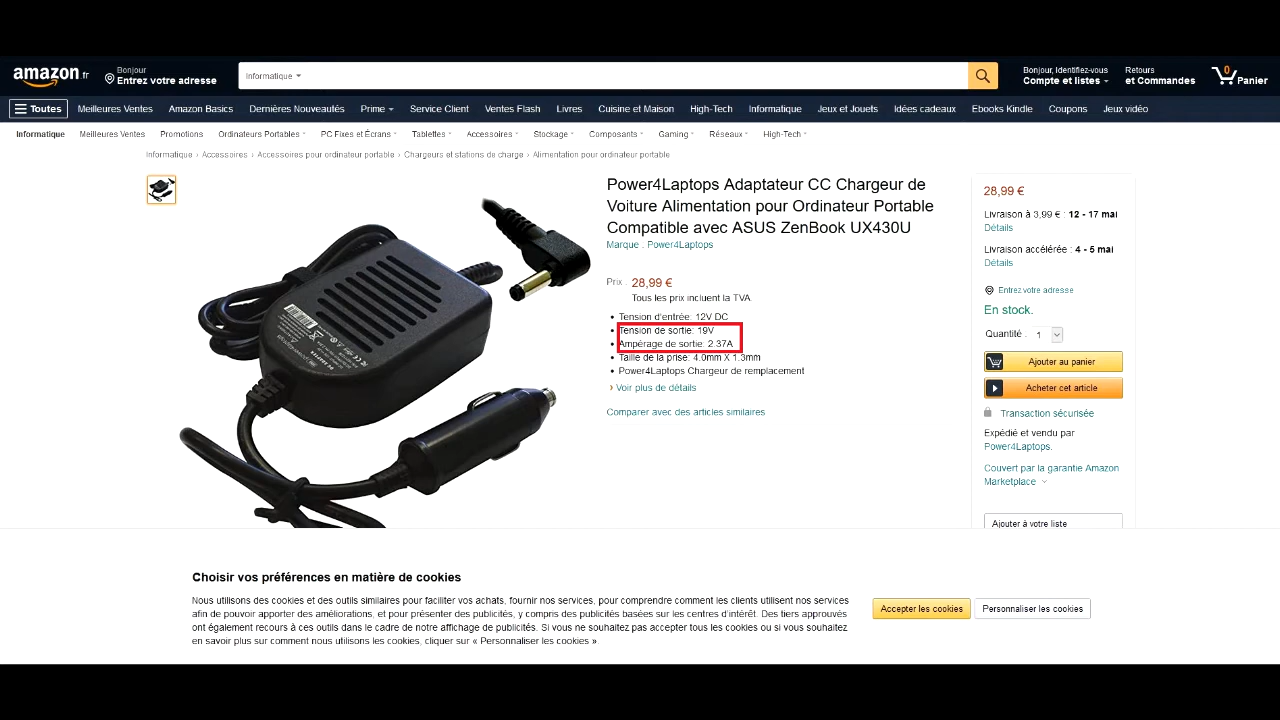 amazon.fr
Bonjour
Entrez votre adresse
Informatique
Bonjour, Identifiez-vous
Compte et listes
Retours
et Commandes
0
Panier
Toutes
Meilleures Ventes
Amazon Basics
Dernières Nouveautés
Prime
Service Client
Ventes Flash
Livres
Cuisine et Maison
High-Tech
Informatique
Jeux et Jouets
Idées cadeaux
Ebooks Kindle
Coupons
Jeux vidéo
Informatique
Meilleures Ventes
Promotions
Ordinateurs Portables
PC Fixes et Écrans
Tablettes
Accessoires
Stockage
Composants
Gaming
Réseaux
High-Tech
Informatique › Accessoires › Accessoires pour ordinateur portable › Chargeurs et stations de charge › Alimentation pour ordinateur portable
Power4Laptops Adaptateur CC Chargeur de
Voiture Alimentation pour Ordinateur Portable
Compatible avec ASUS ZenBook UX430U
Marque : Power4Laptops
Prix : 28,99 €
Tous les prix incluent la TVA.
• Tension d'entrée: 12V DC
• Tension de sortie: 19V
• Ampérage de sortie: 2.37A
• Taille de la prise: 4.0mm X 1.3mm
• Power4Laptops Chargeur de remplacement
› Voir plus de détails
Comparer avec des articles similaires
28,99 €
Livraison à 3,99 € : 12 - 17 mai
Détails
Livraison accélérée : 4 - 5 mai
Détails
Entrez votre adresse
En stock.
Quantité : 1
Ajouter au panier
Acheter cet article
Transaction sécurisée
Expédié et vendu par
Power4Laptops.
Couvert par la garantie Amazon
Marketplace
Ajouter à votre liste
Choisir vos préférences en matière de cookies
Nous utilisons des cookies et des outils similaires pour faciliter vos achats, fournir nos services, pour comprendre comment les clients utilisent nos services
afin de pouvoir apporter des améliorations, et pour présenter des publicités, y compris des publicités basées sur les centres d'intérêt. Des tiers approuvés
ont également recours à ces outils dans le cadre de notre affichage de publicités. Si vous ne souhaitez pas accepter tous les cookies ou si vous souhaitez
en savoir plus sur comment nous utilisons les cookies, cliquer sur « Personnaliser les cookies ».
Accepter les cookies
Personnaliser les cookies